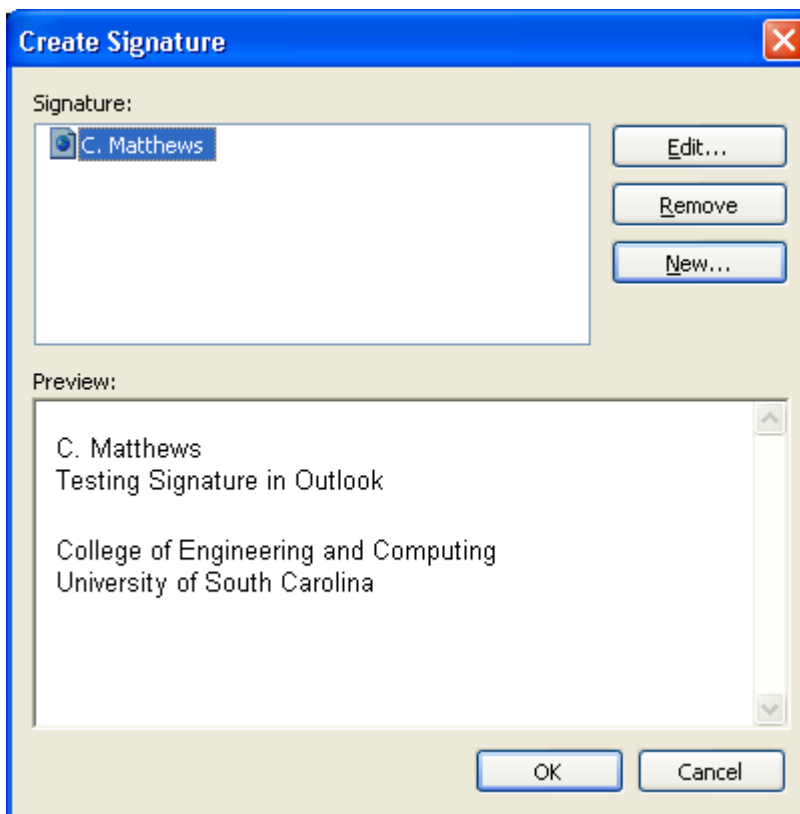 Create Signature
Signature:
C. Matthews
Edit...
Remove
New...
Preview:
C. Matthews
Testing Signature in Outlook
College of Engineering and Computing
University of South Carolina
OK
Cancel